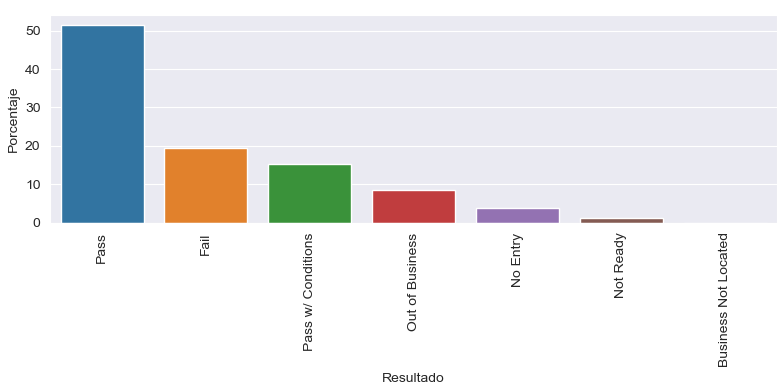 Porcentaje
50
40
30
20
10
0
Pass
Fail
Pass w/ Conditions
Out of Business
No Entry
Not Ready
Business Not Located
Resultado